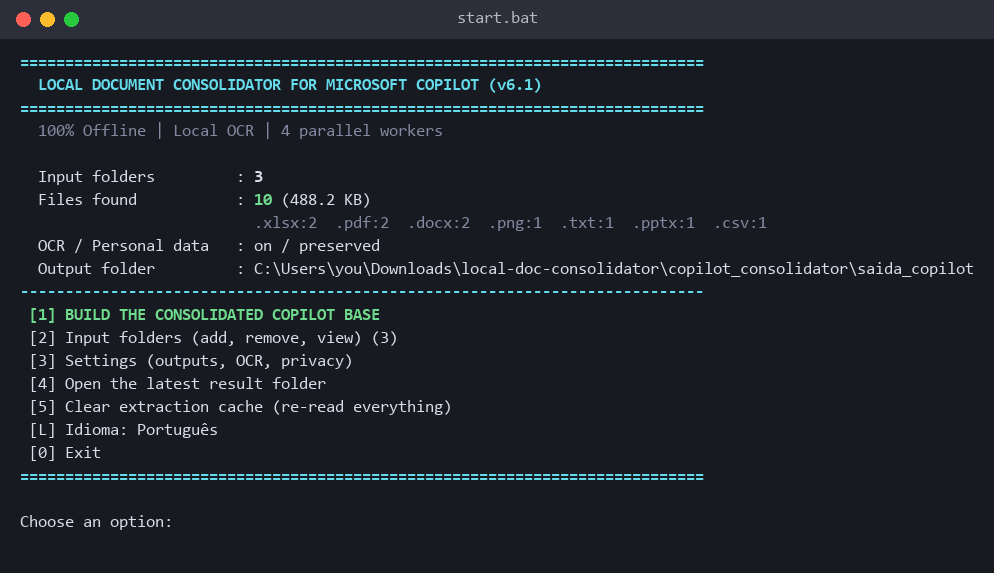 start.bat
============================================================================
LOCAL DOCUMENT CONSOLIDATOR FOR MICROSOFT COPILOT (v6.1)
============================================================================
100% Offline | Local OCR | 4 parallel workers
Input folders         : 3
Files found           : 10 (488.2 KB)
.xlsx:2  .pdf:2  .docx:2  .png:1  .txt:1  .pptx:1  .csv:1
OCR / Personal data   : on / preserved
Output folder         : C:\Users\you\Downloads\local-doc-consolidator\copilot_consolidator\saida_copilot
----------------------------------------------------------------------------
[1] BUILD THE CONSOLIDATED COPILOT BASE
[2] Input folders (add, remove, view) (3)
[3] Settings (outputs, OCR, privacy)
[4] Open the latest result folder
[5] Clear extraction cache (re-read everything)
[L] Idioma: Português
[0] Exit
============================================================================
Choose an option: